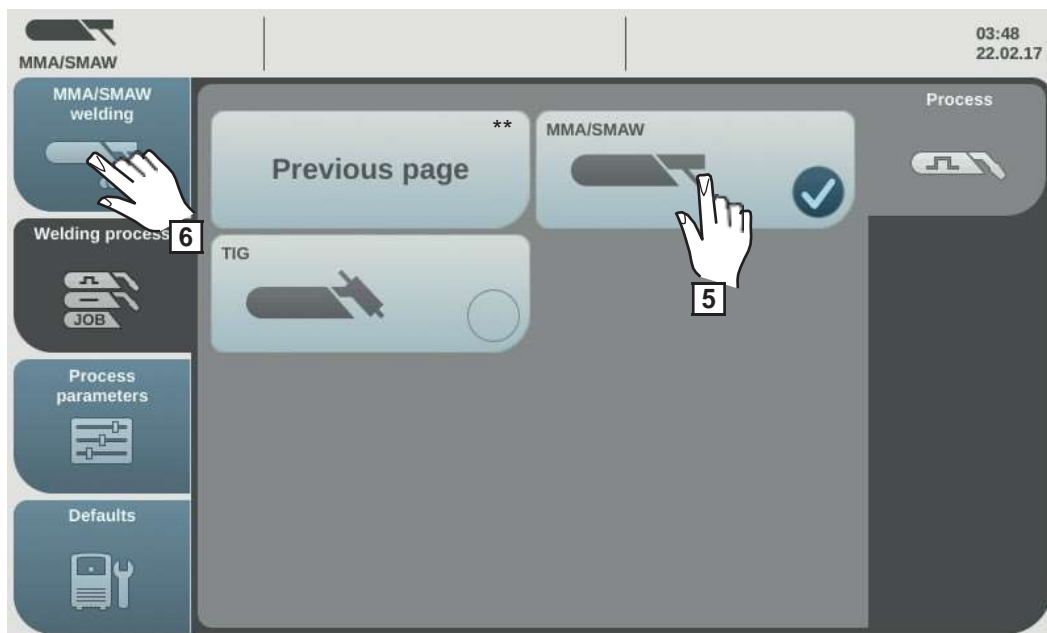 MMA/SMAW
03:48
22.02.17
MMA/SMAW
welding
6
Welding process
JOB
Process
parameters
Defaults
**
Previous page
MMA/SMAW
5
TIG
Process